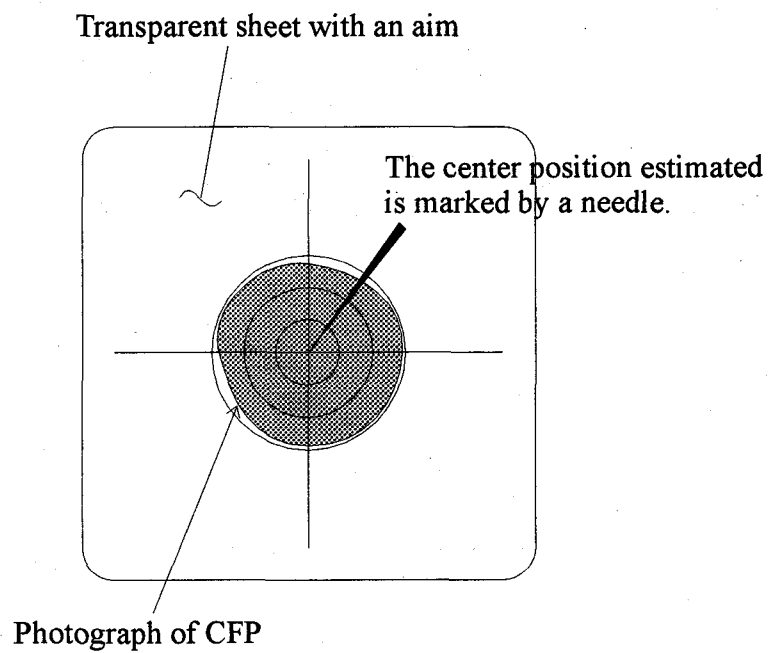 Transparent sheet with an aim
The center position estimated
is marked by a needle.
Photograph of CFP